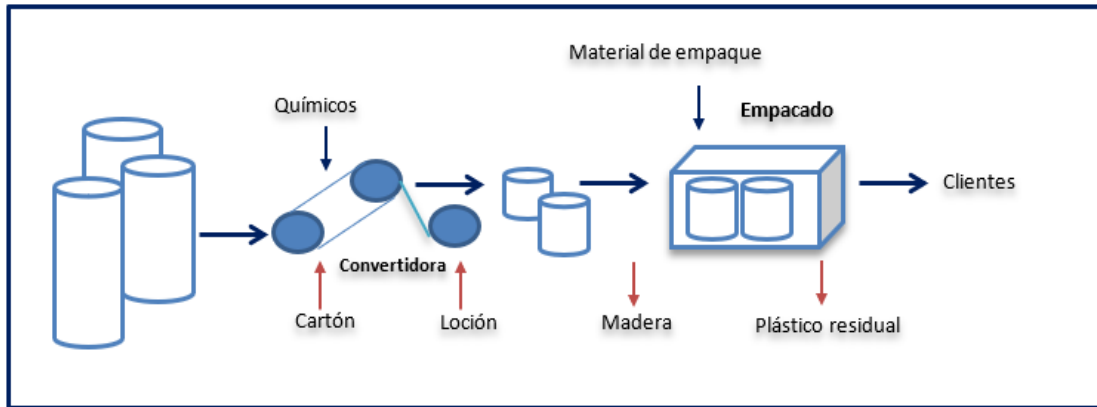 Material de empaque
Químicos
Empacado
Clientes
Convertidora
Cartón
Loción
Madera
Plástico residual